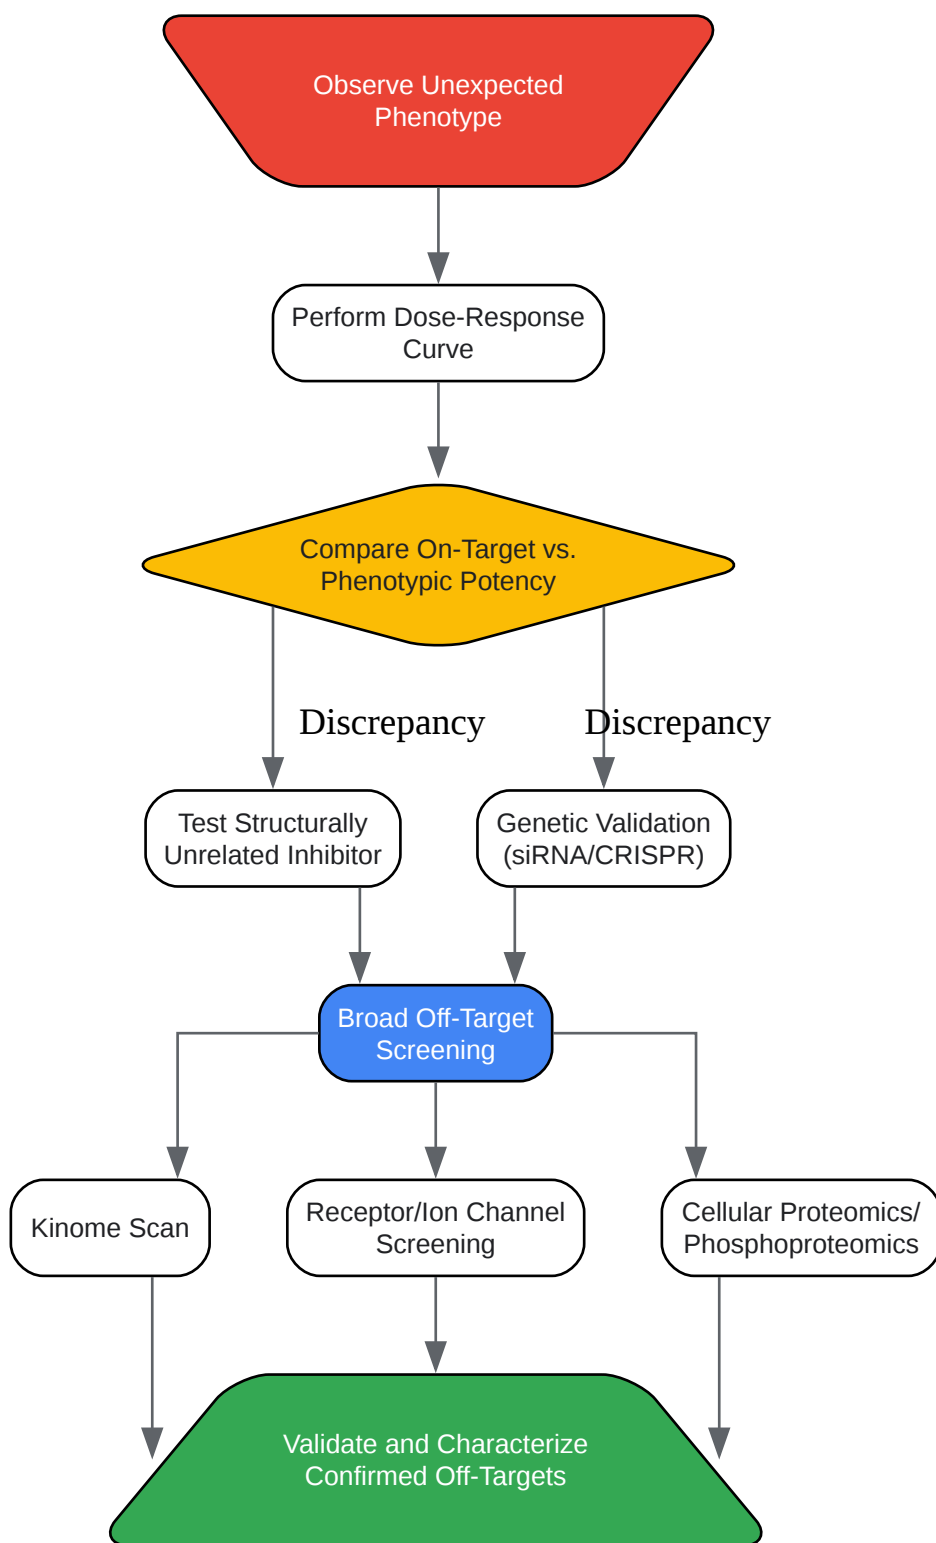 Observe Unexpected
Phenotype
Perform Dose-Response
Curve
Compare On-Target vs.
Phenotypic Potency
Discrepancy
Discrepancy
Test Structurally
Unrelated Inhibitor
Genetic Validation
(siRNA/CRISPR)
Broad Off-Target
Screening
Kinome Scan
Receptor/Ion Channel
Screening
Cellular Proteomics/
Phosphoproteomics
Validate and Characterize
Confirmed Off-Targets